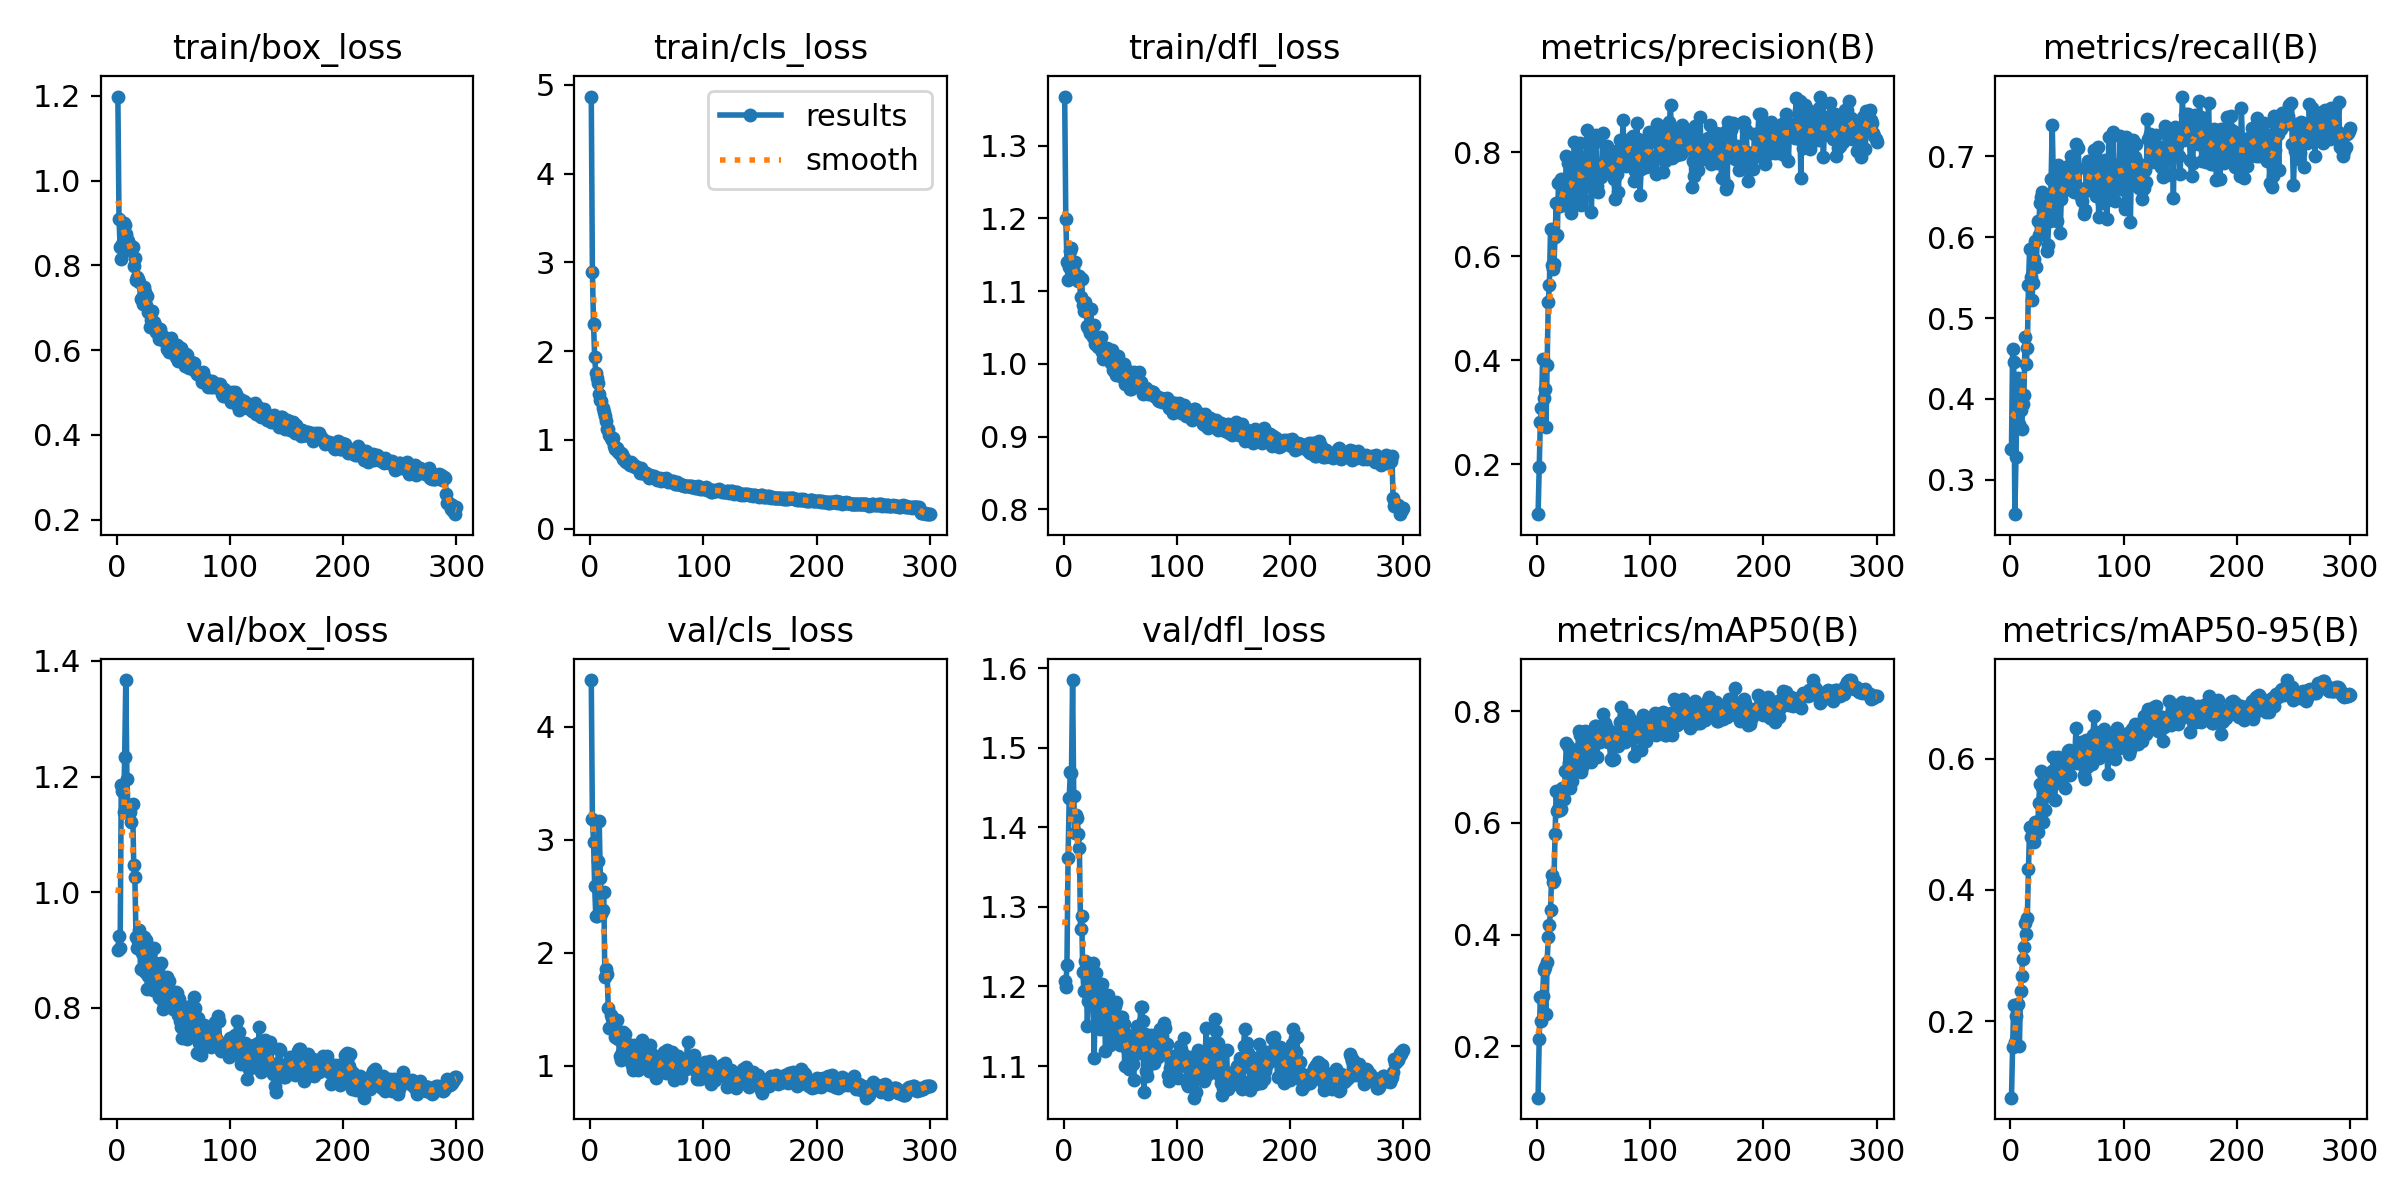 train/box_loss
1.2
1.0
0.8
0.6
0.4
0.2
0 100 200 300
train/cls_loss
results
smooth
5
4
3
2
1
0
0 100 200 300
train/dfl_loss
1.3
1.2
1.1
1.0
0.9
0.8
0 100 200 300
metrics/precision(B)
0.8
0.6
0.4
0.2
0 100 200 300
metrics/recall(B)
0.7
0.6
0.5
0.4
0.3
0 100 200 300
val/box_loss
1.4
1.2
1.0
0.8
0 100 200 300
val/cls_loss
4
3
2
1
0 100 200 300
val/dfl_loss
1.6
1.5
1.4
1.3
1.2
1.1
0 100 200 300
metrics/mAP50(B)
0.8
0.6
0.4
0.2
0 100 200 300
metrics/mAP50-95(B)
0.6
0.4
0.2
0 100 200 300